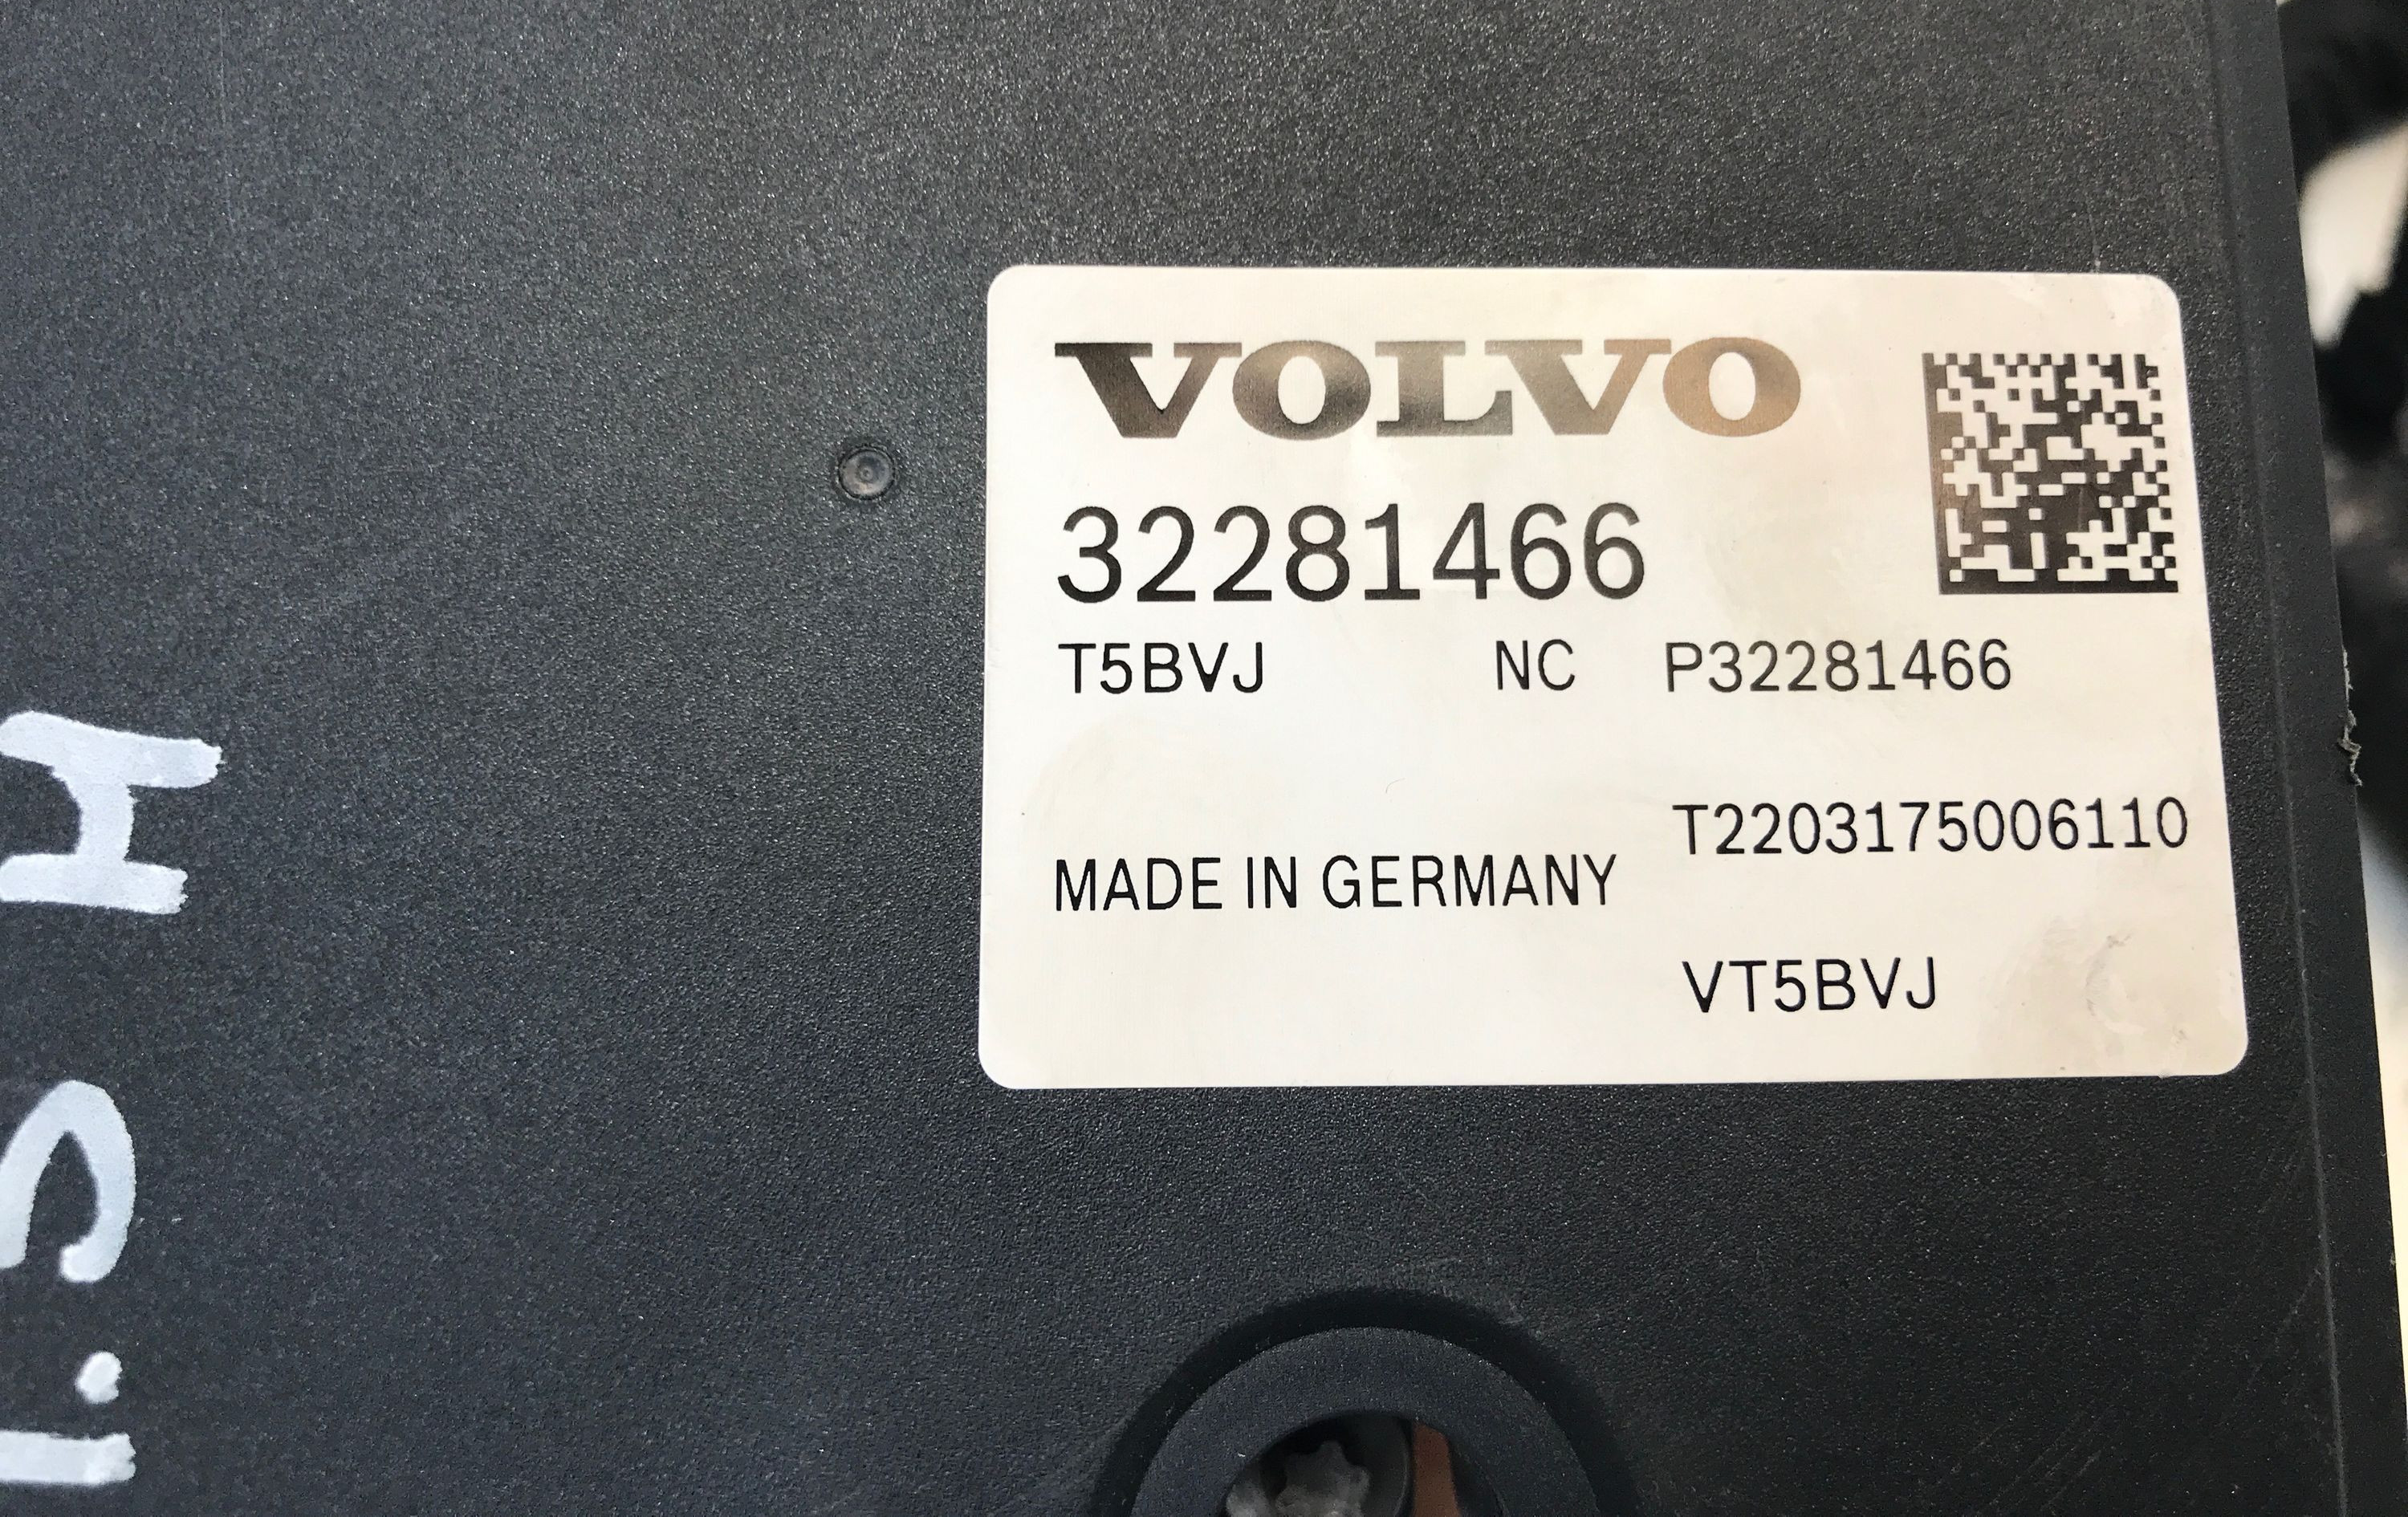 VOLVO
32281466
T5BVJ NC P32281466
T2203175006110
MADE IN GERMANY
VT5BVJ